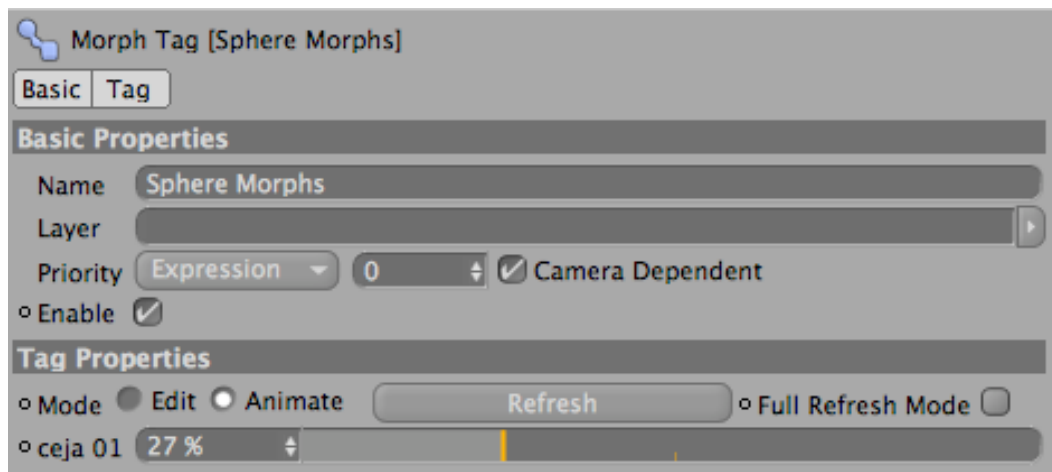 Morph Tag [Sphere Morphs]
Basic Tag
Basic Properties
Name Sphere Morphs
Layer
Priority Expression 0 Camera Dependent
Enable
Tag Properties
Mode Edit Animate Refresh Full Refresh Mode
ceja 01 27 %